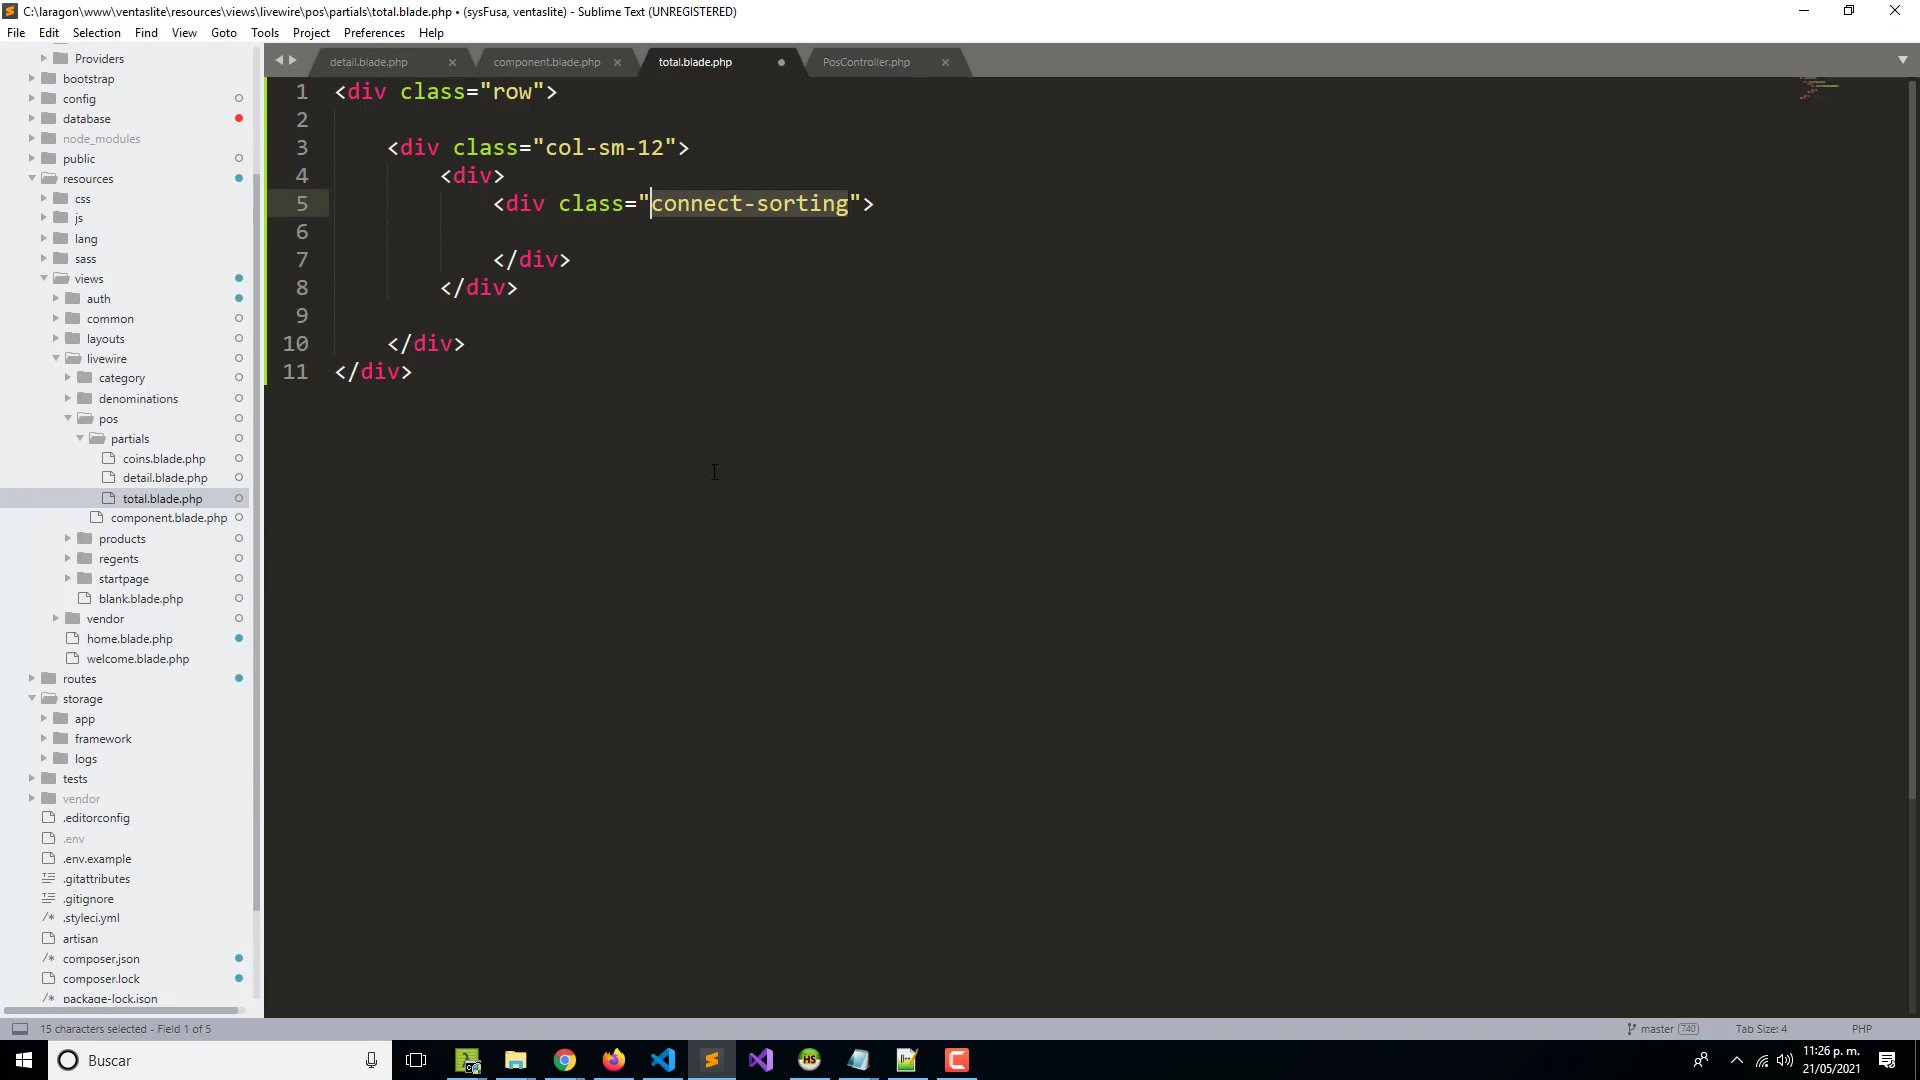 C:\laragon\www\ventaslite\resources\views\livewire\pos\partials\total.blade.php • (sysFusa, ventaslite) - Sublime Text (UNREGISTERED)
File Edit Selection Find View Goto Tools Project Preferences Help
detail.blade.php component.blade.php total.blade.php PosController.php
Providers
bootstrap
config
database
node_modules
public
resources
css
js
lang
sass
views
auth
common
layouts
livewire
category
denominations
pos
partials
coins.blade.php
detail.blade.php
total.blade.php
component.blade.php
products
regents
startpage
blank.blade.php
vendor
home.blade.php
welcome.blade.php
routes
storage
app
framework
logs
tests
vendor
.editorconfig
.env
.env.example
.gitattributes
.gitignore
.styleci.yml
artisan
composer.json
composer.lock
package-lock.json
1 <div class="row">
2
3 <div class="col-sm-12">
4 <div>
5 <div class="connect-sorting">
6
7 </div>
8 </div>
9
10 </div>
11 </div>
15 characters selected - Field 1 of 5 master 740 Tab Size: 4 PHP
Buscar
11:26 p. m.
21/05/2021